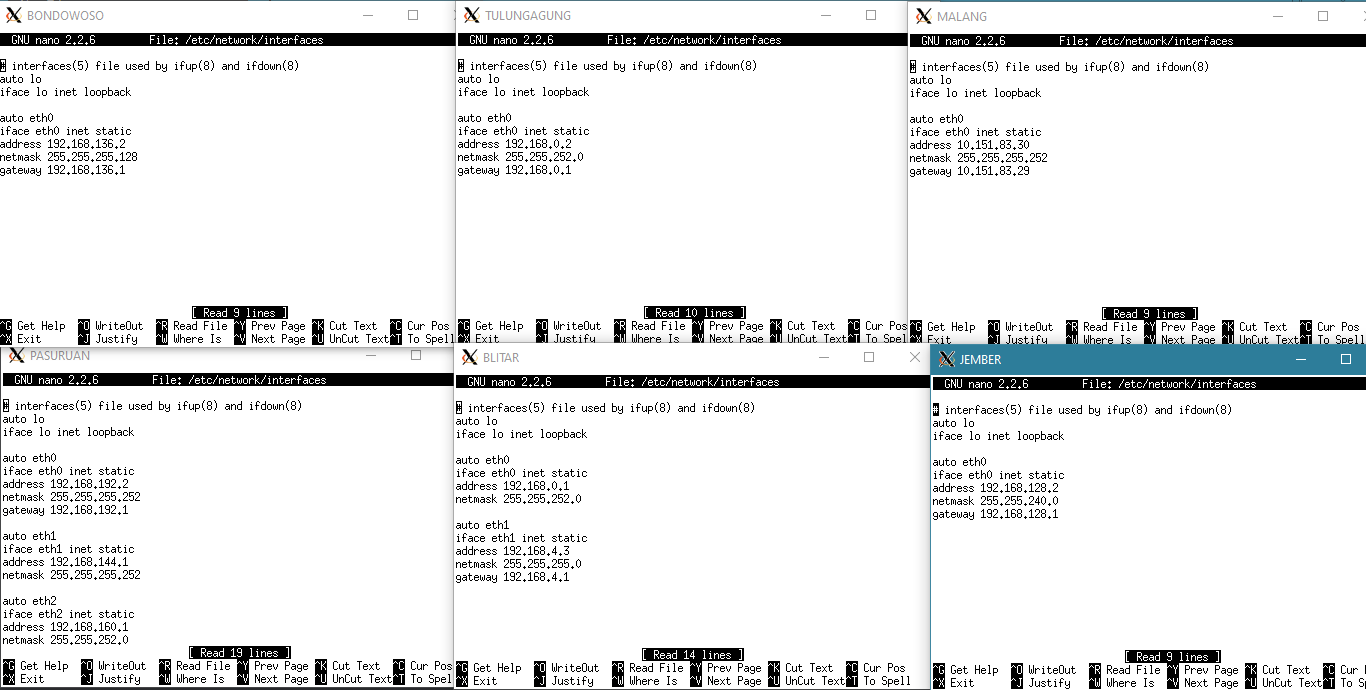 BONDOWOSO
GNU nano 2.2.6 File: /etc/network/interfaces
# interfaces(5) file used by ifup(8) and ifdown(8)
auto lo
iface lo inet loopback
auto eth0
iface eth0 inet static
address 192.168.136.2
netmask 255.255.255.128
gateway 192.168.136.1
[ Read 9 lines ]
^G Get Help ^O WriteOut ^R Read File ^Y Prev Page ^K Cut Text ^C Cur Pos
^X Exit ^J Justify ^W Where Is ^V Next Page ^U UnCut Text ^T To Spell
TULUNGAGUNG
GNU nano 2.2.6 File: /etc/network/interfaces
# interfaces(5) file used by ifup(8) and ifdown(8)
auto lo
iface lo inet loopback
auto eth0
iface eth0 inet static
address 192.168.0.2
netmask 255.255.252.0
gateway 192.168.0.1
[ Read 10 lines ]
^G Get Help ^O WriteOut ^R Read File ^Y Prev Page ^K Cut Text ^C Cur Pos
^X Exit ^J Justify ^W Where Is ^V Next Page ^U UnCut Text ^T To Spell
MALANG
GNU nano 2.2.6 File: /etc/network/interfaces
# interfaces(5) file used by ifup(8) and ifdown(8)
auto lo
iface lo inet loopback
auto eth0
iface eth0 inet static
address 10.151.83.30
netmask 255.255.255.252
gateway 10.151.83.29
[ Read 9 lines ]
^G Get Help ^O WriteOut ^R Read File ^Y Prev Page ^K Cut Text ^C Cur Pos
^X Exit ^J Justify ^W Where Is ^V Next Page ^U UnCut Text ^T To Spell
PASURUAN
GNU nano 2.2.6 File: /etc/network/interfaces
# interfaces(5) file used by ifup(8) and ifdown(8)
auto lo
iface lo inet loopback
auto eth0
iface eth0 inet static
address 192.168.192.2
netmask 255.255.255.252
gateway 192.168.192.1
auto eth1
iface eth1 inet static
address 192.168.144.1
netmask 255.255.255.252
auto eth2
iface eth2 inet static
address 192.168.160.1
netmask 255.255.252.0
[ Read 19 lines ]
^G Get Help ^O WriteOut ^R Read File ^Y Prev Page ^K Cut Text ^C Cur Pos
^X Exit ^J Justify ^W Where Is ^V Next Page ^U UnCut Text ^T To Spel
BLITAR
GNU nano 2.2.6 File: /etc/network/interfaces
# interfaces(5) file used by ifup(8) and ifdown(8)
auto lo
iface lo inet loopback
auto eth0
iface eth0 inet static
address 192.168.0.1
netmask 255.255.252.0
auto eth1
iface eth1 inet static
address 192.168.4.3
netmask 255.255.255.0
gateway 192.168.4.1
[ Read 14 lines ]
^G Get Help ^O WriteOut ^R Read File ^Y Prev Page ^K Cut Text ^C Cur Pos
^X Exit ^J Justify ^W Where Is ^V Next Page ^U UnCut Text ^T To Spell
JEMBER
GNU nano 2.2.6 File: /etc/network/interfaces
# interfaces(5) file used by ifup(8) and ifdown(8)
auto lo
iface lo inet loopback
auto eth0
iface eth0 inet static
address 192.168.128.2
netmask 255.255.240.0
gateway 192.168.128.1
[ Read 9 lines ]
^G Get Help ^O WriteOut ^R Read File ^Y Prev Page ^K Cut Text ^C Cur P
^X Exit ^J Justify ^W Where Is ^V Next Page ^U UnCut Text ^T To S